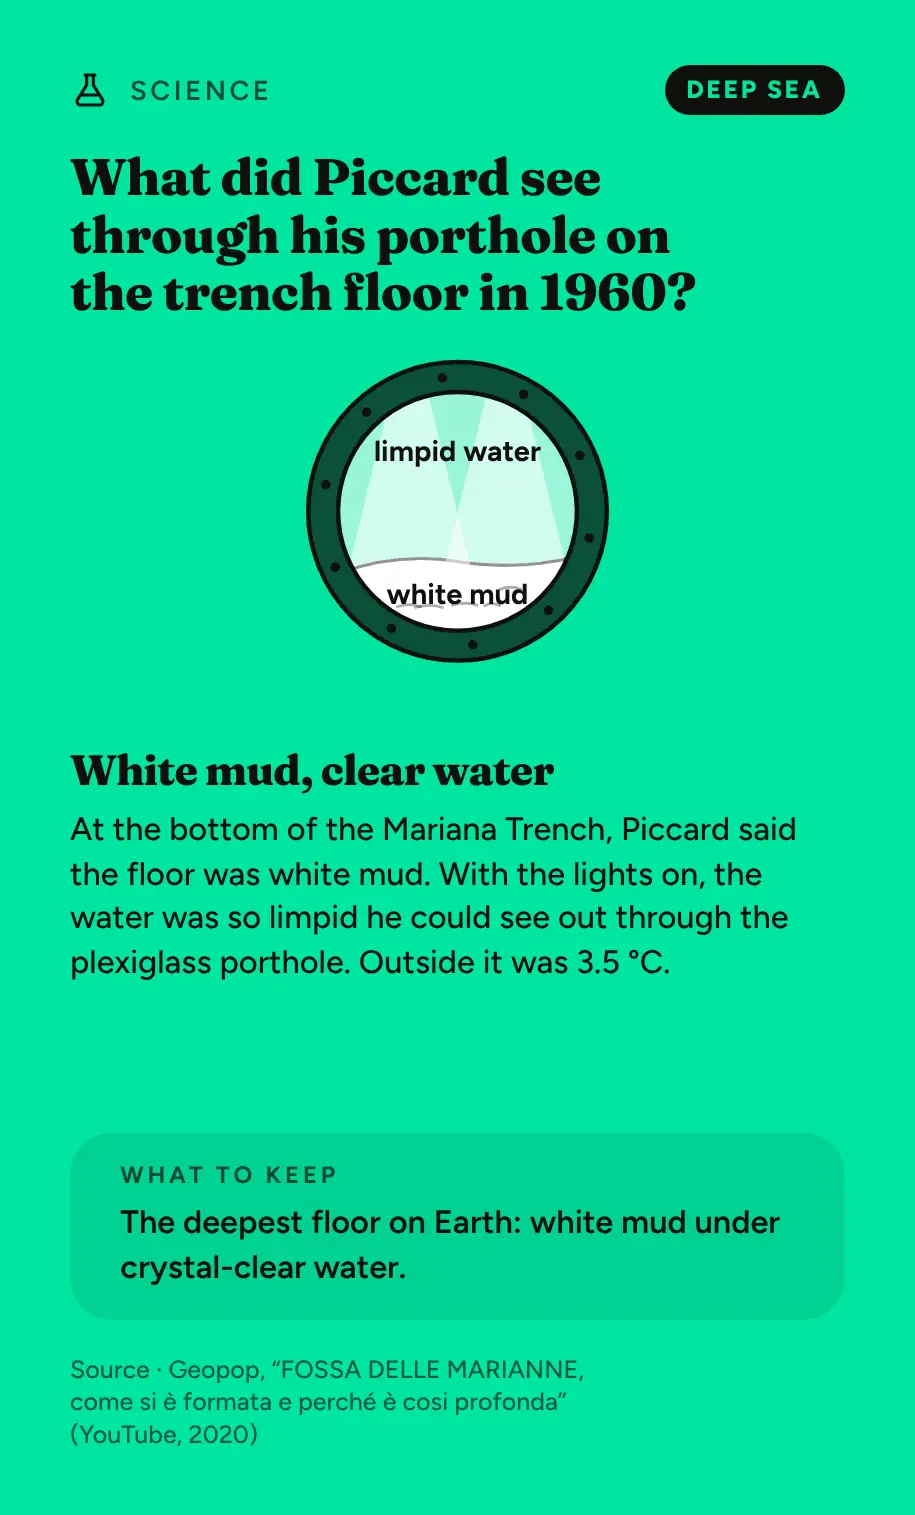 SCIENCE
DEEP SEA
What did Piccard see
through his porthole on
the trench floor in 1960?
limpid water
white mud
White mud, clear water
At the bottom of the Mariana Trench, Piccard said
the floor was white mud. With the lights on, the
water was so limpid he could see out through the
plexiglass porthole. Outside it was 3.5 °C.
WHAT TO KEEP
The deepest floor on Earth: white mud under
crystal-clear water.
Source · Geopop, “FOSSA DELLE MARIANNE,
come si è formata e perché è cosi profonda”
(YouTube, 2020)